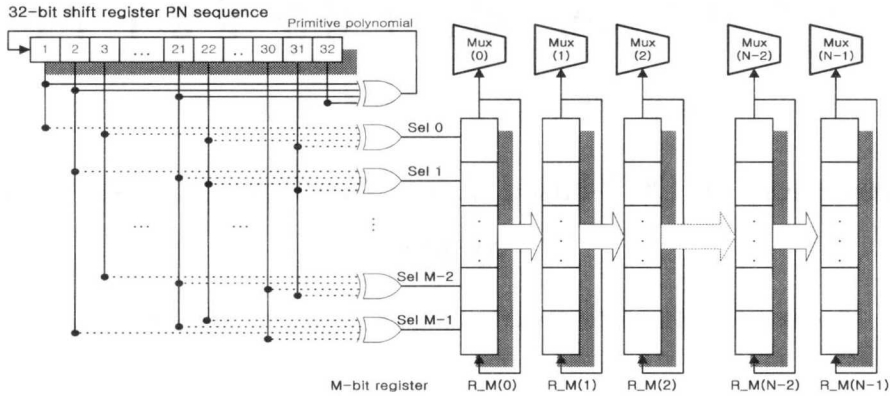 32-bit shift register PN sequence
Primitive polynomial
1 2 3 ... 21 22 .. 30 31 32
Mux (0)
Mux (1)
Mux (2)
Mux (N-2)
Mux (N-1)
Sel 0
Sel 1
... ...
Sel M-2
Sel M-1
M-bit register R_M(0) R_M(1) R_M(2) R_M(N-2) R_M(N-1)